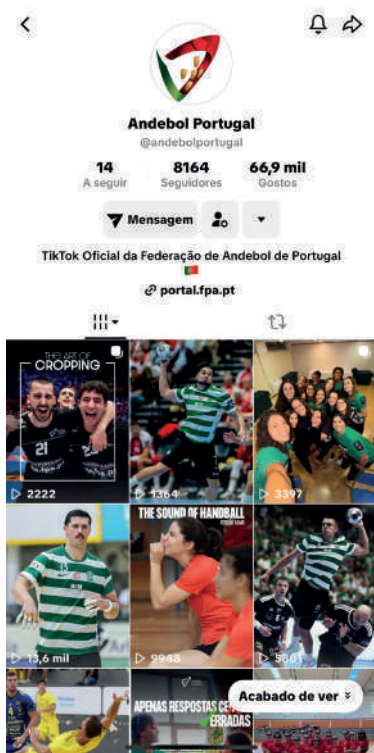 Andebol Portugal
@andebolportugal
14 8164 66,9 mil
A seguir Seguidores Gostos
Mensagem
TikTok Oficial da Federação de Andebol de Portugal
portal.fpa.pt
THE ART OF
CROPPING
21
2222
1364
3397
THE SOUND OF HANDBALL
13,6 mil
9948
5861
Acabado de ver
APENAS RESPOSTAS
ERRADAS